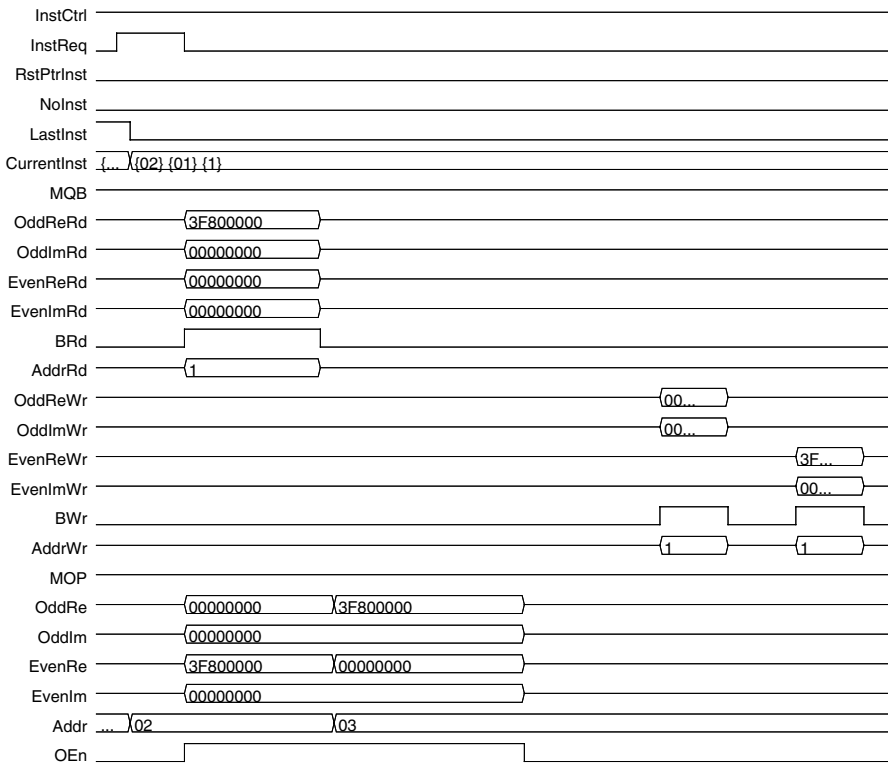 InstCtrl
InstReq
RstPtrInst
NoInst
LastInst
CurrentInst {... {02} {01} {1}
MQB
OddReRd 3F800000
OddImRd 00000000
EvenReRd 00000000
EvenImRd 00000000
BRd
AddrRd 1
OddReWr 00...
OddImWr 00...
EvenReWr 3F...
EvenImWr 00...
BWr
AddrWr 1 1
MOP
OddRe 00000000 3F800000
OddIm 00000000
EvenRe 3F800000 00000000
EvenIm 00000000
Addr ... 02 03
OEn